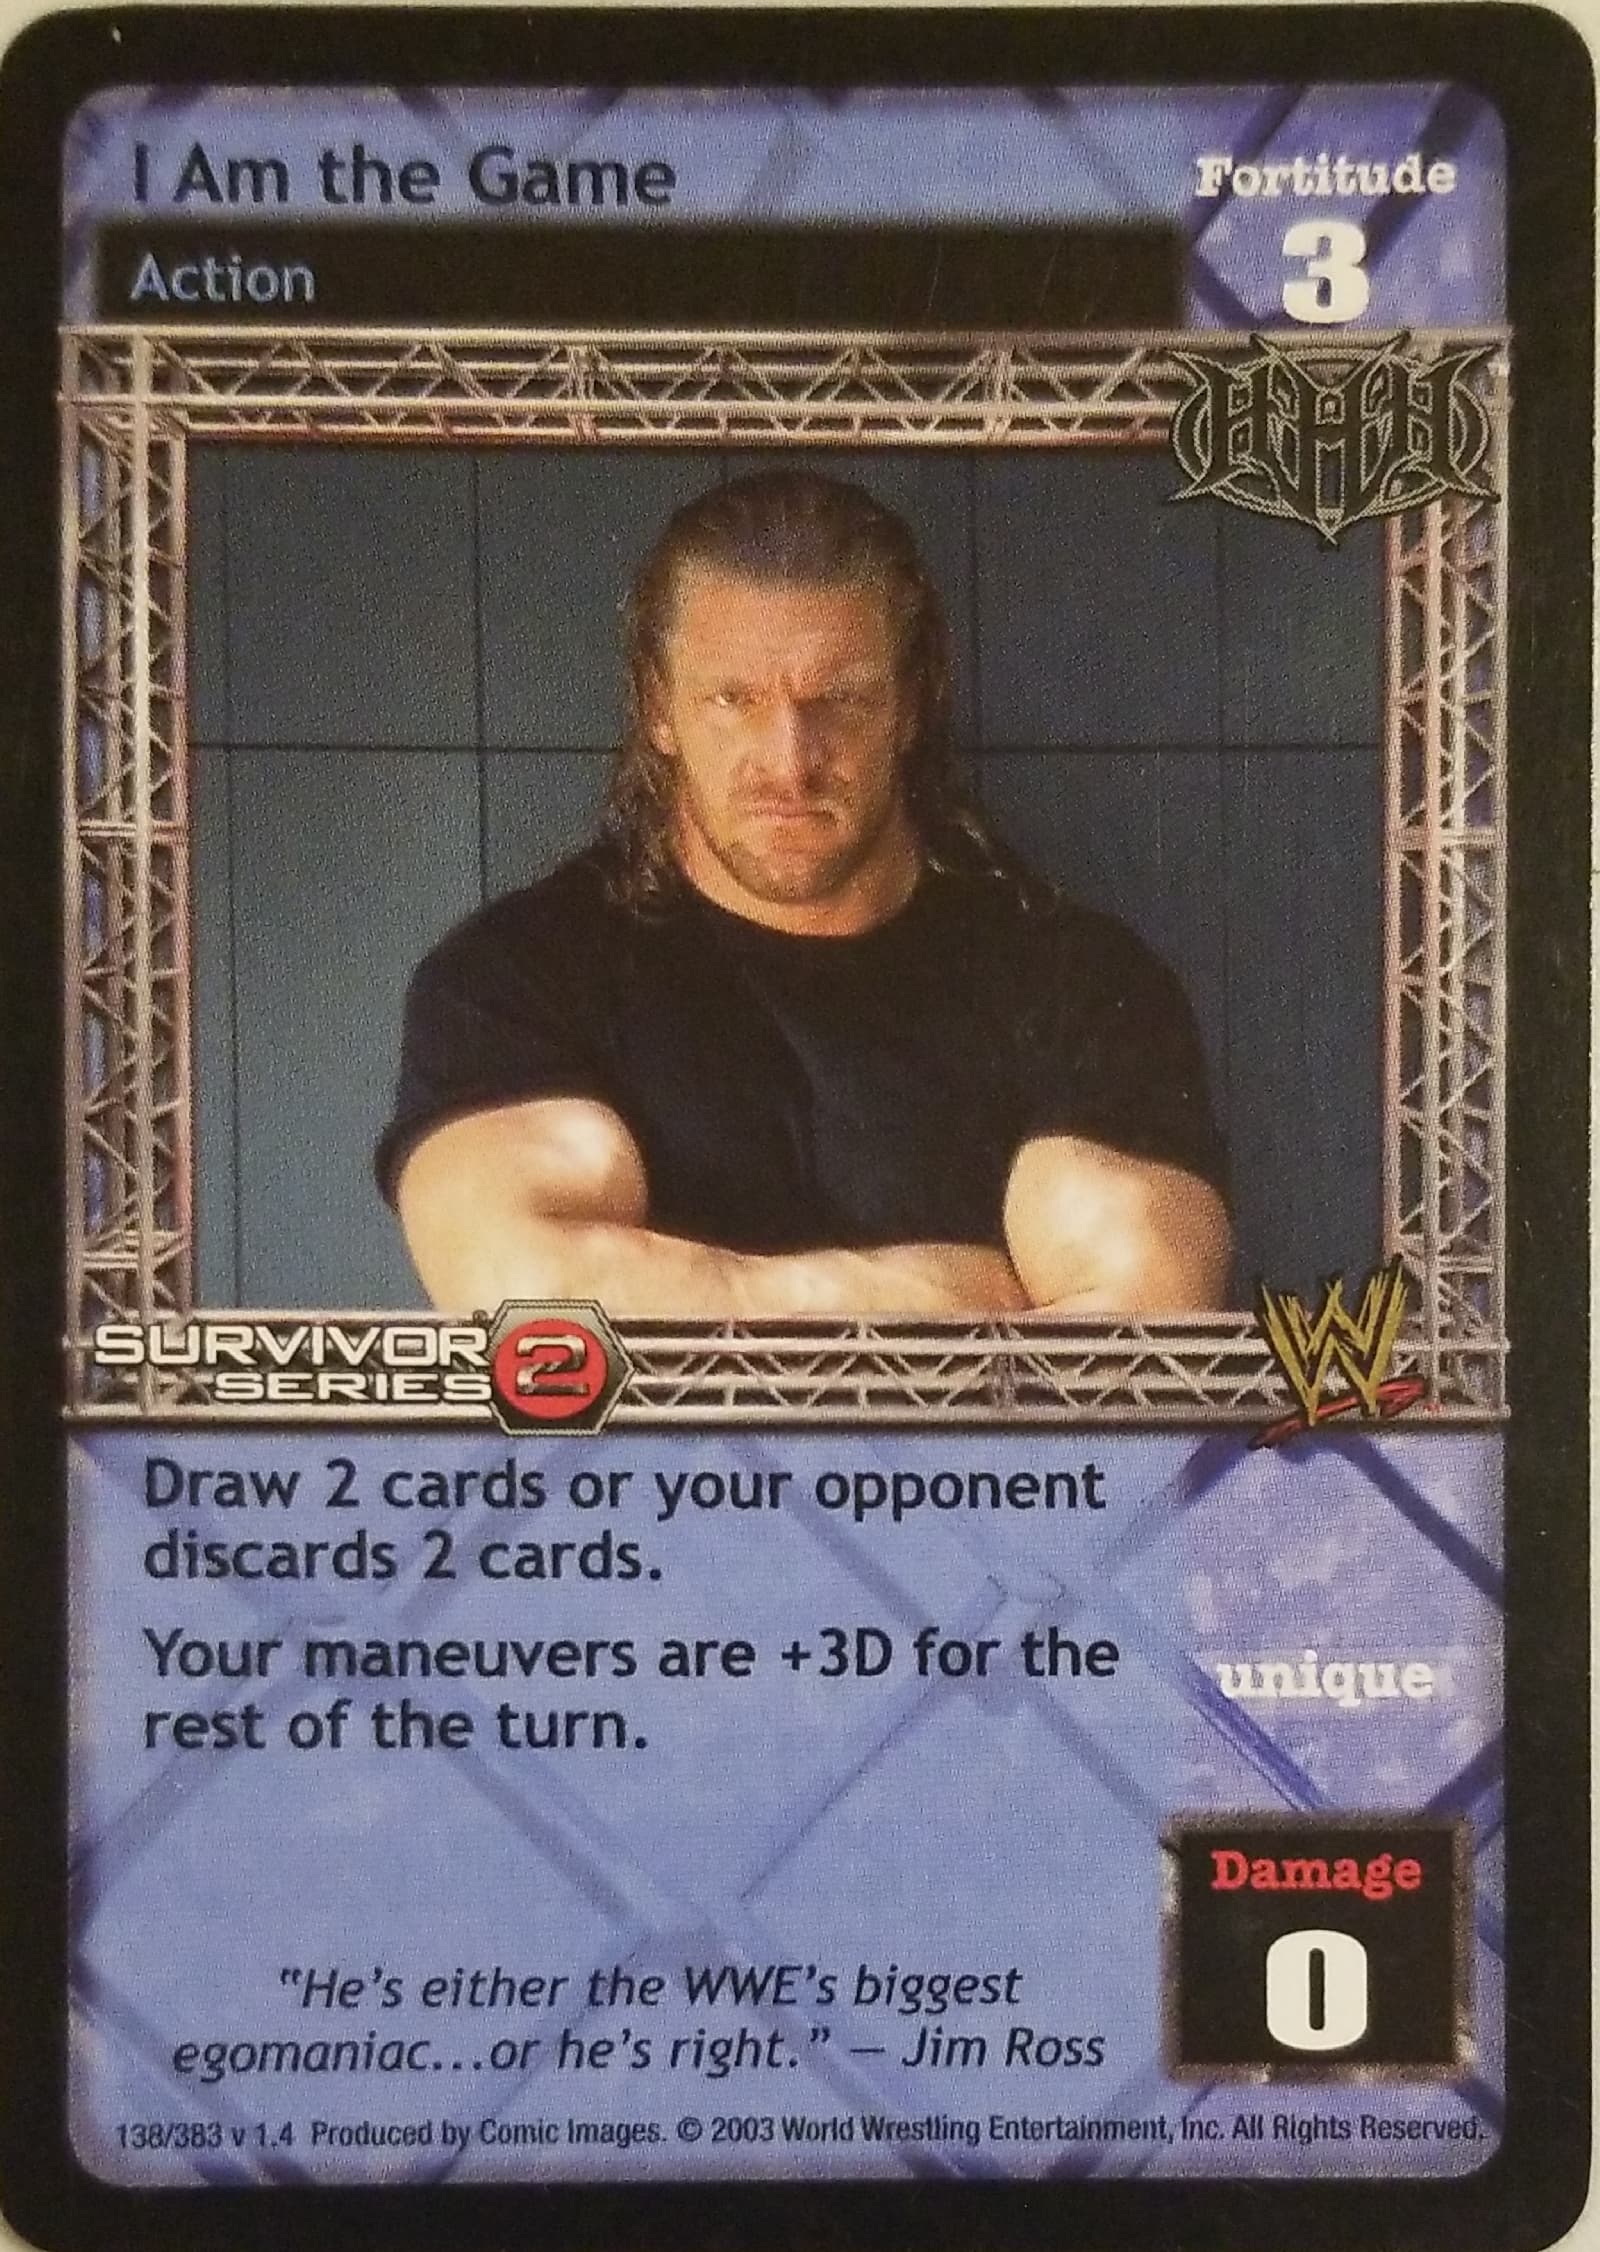 I Am the Game
Fortitude
3
Action
HHH
SURVIVOR
SERIES 2
W
Draw 2 cards or your opponent
discards 2 cards.
Your maneuvers are +3D for the
rest of the turn.
unique
Damage
0
"He's either the WWE's biggest
egomaniac...or he's right." — Jim Ross
138/383 v 1.4 Produced by Comic Images. © 2003 World Wrestling Entertainment, Inc. All Rights Reserved.